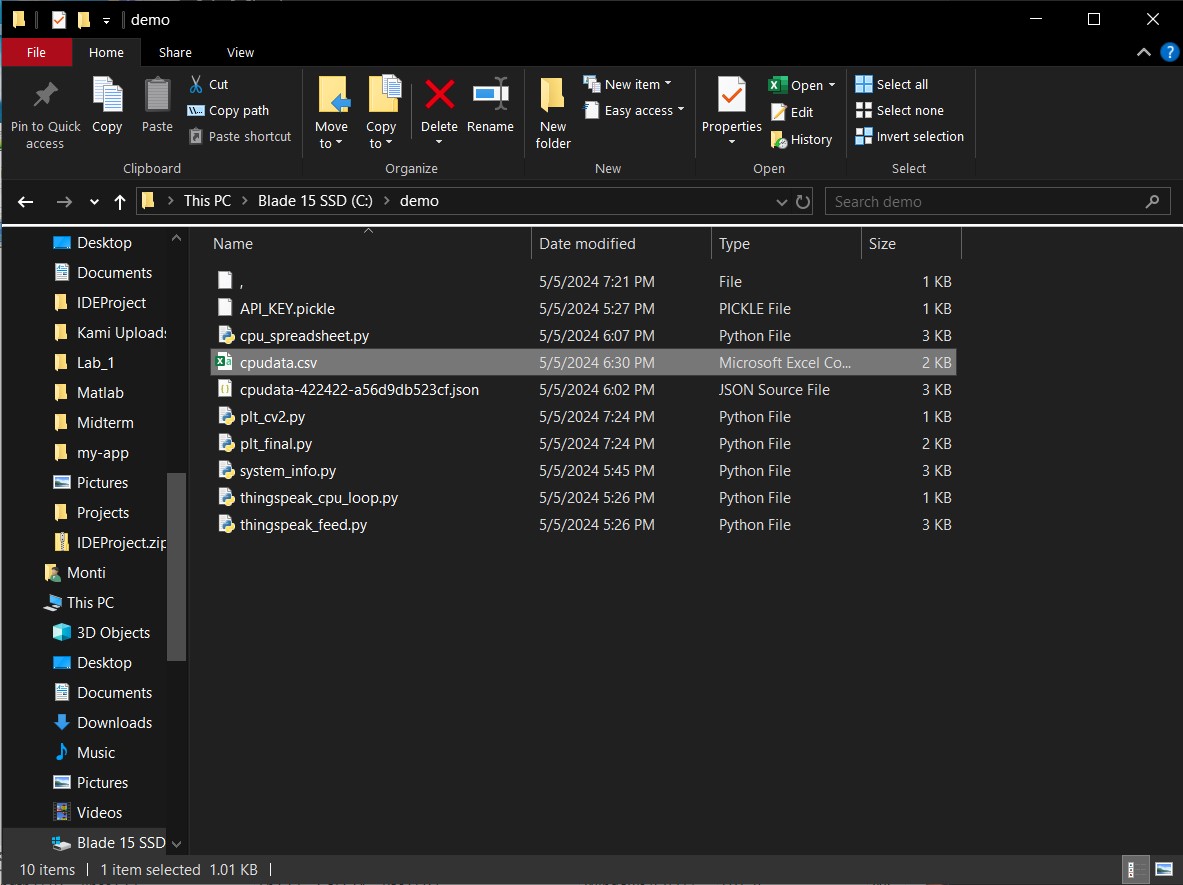 demo
File Home Share View
Pin to Quick access
Copy
Paste
Cut
Copy path
Paste shortcut
Clipboard
Move to
Copy to
Delete
Rename
Organize
New folder
New item
Easy access
New
Properties
Open
Edit
History
Open
Select all
Select none
Invert selection
Select
This PC > Blade 15 SSD (C:) > demo
Search demo
Desktop
Documents
IDEProject
Kami Uploads
Lab_1
Matlab
Midterm
my-app
Pictures
Projects
IDEProject.zip
Monti
This PC
3D Objects
Desktop
Documents
Downloads
Music
Pictures
Videos
Blade 15 SSD
Name Date modified Type Size
, 5/5/2024 7:21 PM File 1 KB
API_KEY.pickle 5/5/2024 5:27 PM PICKLE File 1 KB
cpu_spreadsheet.py 5/5/2024 6:07 PM Python File 3 KB
cpudata.csv 5/5/2024 6:30 PM Microsoft Excel Co... 2 KB
cpudata-422422-a56d9db523cf.json 5/5/2024 6:02 PM JSON Source File 3 KB
plt_cv2.py 5/5/2024 7:24 PM Python File 1 KB
plt_final.py 5/5/2024 7:24 PM Python File 2 KB
system_info.py 5/5/2024 5:45 PM Python File 3 KB
thingspeak_cpu_loop.py 5/5/2024 5:26 PM Python File 1 KB
thingspeak_feed.py 5/5/2024 5:26 PM Python File 3 KB
10 items 1 item selected 1.01 KB